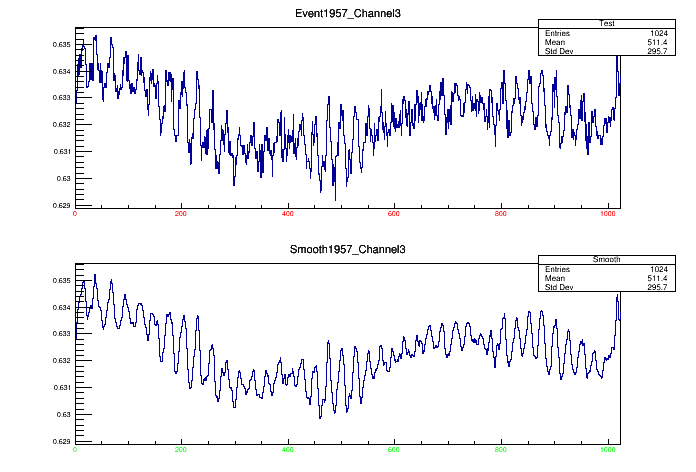 Event1957_Channel3
Test
Entries 1024
Mean 511.4
Std Dev 295.7
0.635
0.634
0.633
0.632
0.631
0.63
0.629
0 200 400 600 800 1000
Smooth1957_Channel3
Smooth
Entries 1024
Mean 511.4
Std Dev 295.7
0.635
0.634
0.633
0.632
0.631
0.63
0.629
0 200 400 600 800 1000